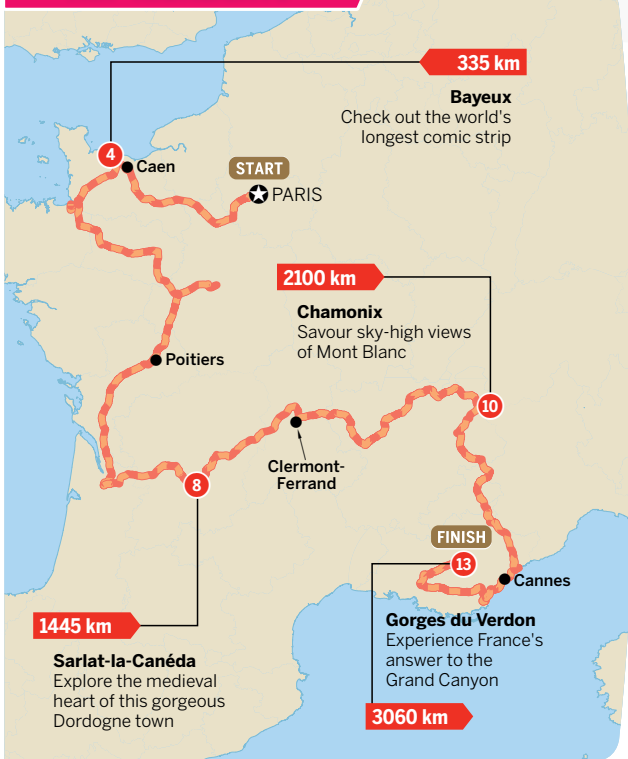 335 km
Bayeux
Check out the world's
longest comic strip
4
Caen
START
PARIS
2100 km
Chamonix
Savour sky-high views
of Mont Blanc
Poitiers
10
Clermont-
Ferrand
8
FINISH
13
Cannes
1445 km
Sarlat-la-Canéda
Explore the medieval
heart of this gorgeous
Dordogne town
Gorges du Verdon
Experience France's
answer to the
Grand Canyon
3060 km